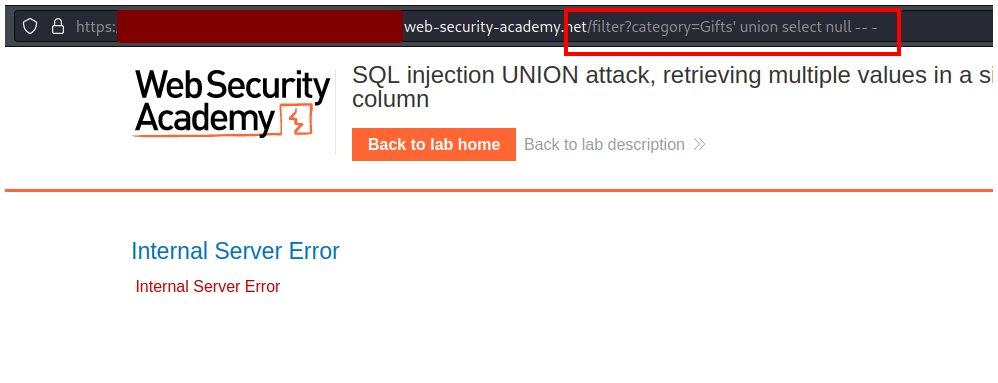 https:web-security-academy.net/filter?category=Gifts' union select null -- -
Web Security
Academy
SQL injection UNION attack, retrieving multiple values in a si
column
Back to lab home
Back to lab description
Internal Server Error
Internal Server Error